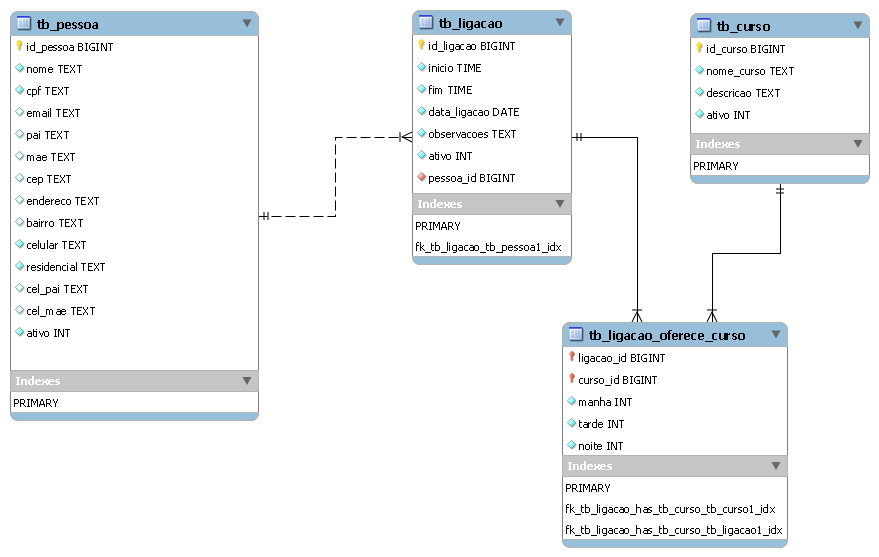 tb_pessoa
id_pessoa BIGINT
nome TEXT
cpf TEXT
email TEXT
pai TEXT
mae TEXT
cep TEXT
endereco TEXT
bairro TEXT
celular TEXT
residencial TEXT
cel_pai TEXT
cel_mae TEXT
ativo INT
Indexes
PRIMARY
tb_ligacao
id_ligacao BIGINT
inicio TIME
fim TIME
data_ligacao DATE
observacoes TEXT
ativo INT
pessoa_id BIGINT
Indexes
PRIMARY
fk_tb_ligacao_tb_pessoa1_idx
tb_curso
id_curso BIGINT
nome_curso TEXT
descricao TEXT
ativo INT
Indexes
PRIMARY
tb_ligacao_oferece_curso
ligacao_id BIGINT
curso_id BIGINT
manha INT
tarde INT
noite INT
Indexes
PRIMARY
fk_tb_ligacao_has_tb_curso_tb_curso1_idx
fk_tb_ligacao_has_tb_curso_tb_ligacao1_idx